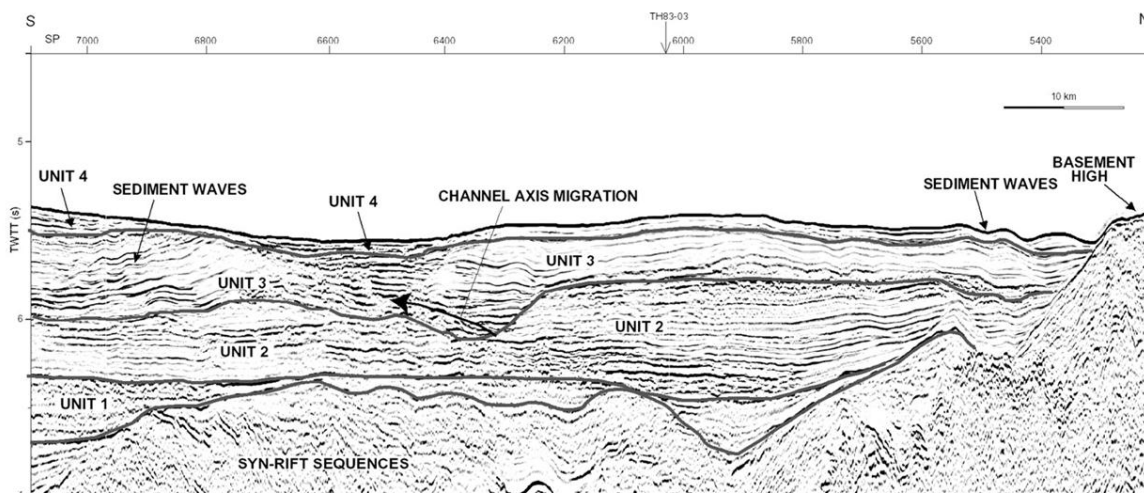 S
N
TH83-03
SP
7000
6800
6600
6400
6200
6000
5800
5600
5400
10 km
5
UNIT 4
SEDIMENT WAVES
UNIT 4
CHANNEL AXIS MIGRATION
SEDIMENT WAVES
BASEMENT
HIGH
TWTT (s)
UNIT 3
UNIT 3
6
UNIT 2
UNIT 2
UNIT 1
SYN-RIFT SEQUENCES